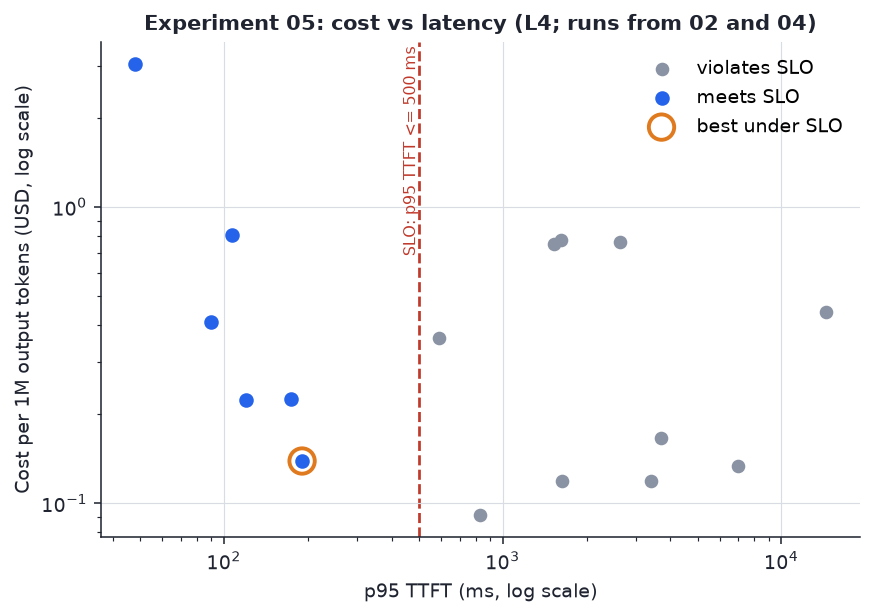 Experiment 05: cost vs latency (L4; runs from 02 and 04)
violates SLO
meets SLO
best under SLO
SLO: p95 TTFT <= 500 ms
Cost per 1M output tokens (USD, log scale)
10⁰
10⁻¹
10² 10³ 10⁴
p95 TTFT (ms, log scale)